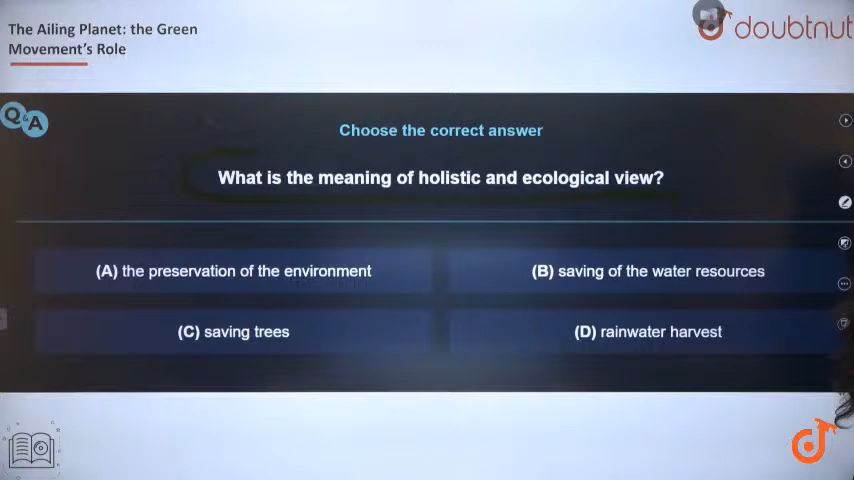 The Ailing Planet: the Green
Movement's Role
doubtnut
Q&A
Choose the correct answer
What is the meaning of holistic and ecological view?
(A) the preservation of the environment
(B) saving of the water resources
(C) saving trees
(D) rainwater harvest